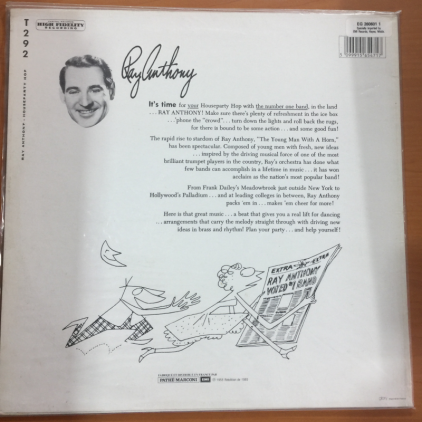 T292
HIGH FIDELITY
RECORDING
Ray Anthony
It's time for your Houseparty Hop with the number one band, in the land
. . . RAY ANTHONY! Make sure there's plenty of refreshment in the ice box
. . . 'phone the "crowd" . . . turn down the lights and roll back the rugs,
for there is bound to be some action . . . and some good fun!
The rapid rise to stardom of Ray Anthony, "The Young Man With A Horn,"
has been spectacular. Composed of young men with fresh, new ideas
. . . inspired by the driving musical force of one of the most
brilliant trumpet players in the country, Ray's orchestra has done what
few bands can accomplish in a lifetime in music . . . it has won
acclaim as the nation's most popular band!
From Frank Dailey's Meadowbrook just outside New York to
Hollywood's Palladium . . . and at leading colleges in between, Ray Anthony
packs 'em in . . . makes 'em cheer for more!
Here is that great music . . . a beat that gives you a real lift for dancing
. . . arrangements that carry the melody straight through with driving new
ideas in brass and rhythm! Plan your party . . . and help yourself!
EXTRA EXTRA
RAY ANTHONY
VOTED #1 BAND
PATHE MARCONI EMI